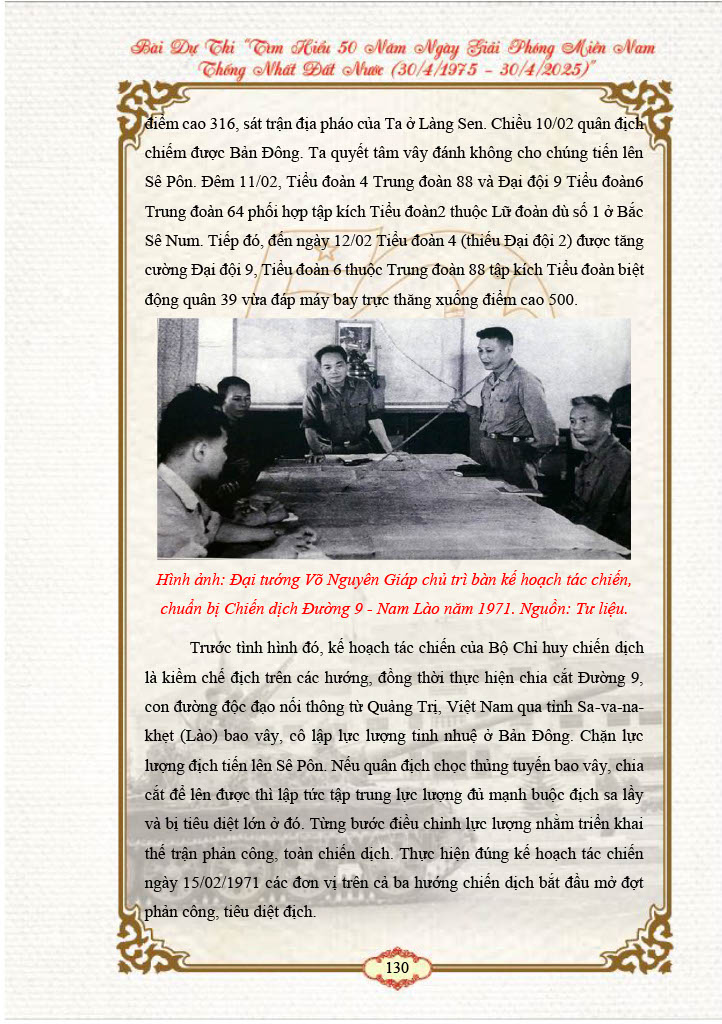 Bài Dự Thi "Tìm Hiểu 50 Năm Ngày Giải Phóng Miền Nam
Thống Nhất Đất Nước (30/4/1975 - 30/4/2025)"
điểm cao 316, sát trận địa pháo của Ta ở Làng Sen. Chiều 10/02 quân địch
chiếm được Bản Đông. Ta quyết tâm vây đánh không cho chúng tiến lên
Sê Pôn. Đêm 11/02, Tiểu đoàn 4 Trung đoàn 88 và Đại đội 9 Tiểu đoàn6
Trung đoàn 64 phối hợp tập kích Tiểu đoàn2 thuộc Lữ đoàn dù số 1 ở Bắc
Sê Num. Tiếp đó, đến ngày 12/02 Tiểu đoàn 4 (thiếu Đại đội 2) được tăng
cường Đại đội 9, Tiểu đoàn 6 thuộc Trung đoàn 88 tập kích Tiểu đoàn biệt
động quân 39 vừa đáp máy bay trực thăng xuống điểm cao 500.
Hình ảnh: Đại tướng Võ Nguyên Giáp chủ trì bàn kế hoạch tác chiến,
chuẩn bị Chiến dịch Đường 9 - Nam Lào năm 1971. Nguồn: Tư liệu.
Trước tình hình đó, kế hoạch tác chiến của Bộ Chỉ huy chiến dịch
là kiềm chế địch trên các hướng, đồng thời thực hiện chia cắt Đường 9,
con đường độc đạo nối thông từ Quảng Trị, Việt Nam qua tỉnh Sa-va-na-
khẹt (Lào) bao vây, cô lập lực lượng tinh nhuệ ở Bản Đông. Chặn lực
lượng địch tiến lên Sê Pôn. Nếu quân địch chọc thủng tuyến bao vây, chia
cắt để lên được thì lập tức tập trung lực lượng đủ mạnh buộc địch sa lầy
và bị tiêu diệt lớn ở đó. Từng bước điều chỉnh lực lượng nhằm triển khai
thế trận phản công, toàn chiến dịch. Thực hiện đúng kế hoạch tác chiến
ngày 15/02/1971 các đơn vị trên cả ba hướng chiến dịch bắt đầu mở đợt
phản công, tiêu diệt địch.
130